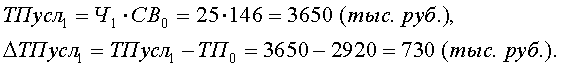 ТПусл₁ = Ч₁ · СВ₀ = 25·146 = 3650 (тыс. руб.),
ΔТПусл₁ = ТПусл₁ − ТП₀ = 3650 − 2920 = 730 (тыс. руб.).